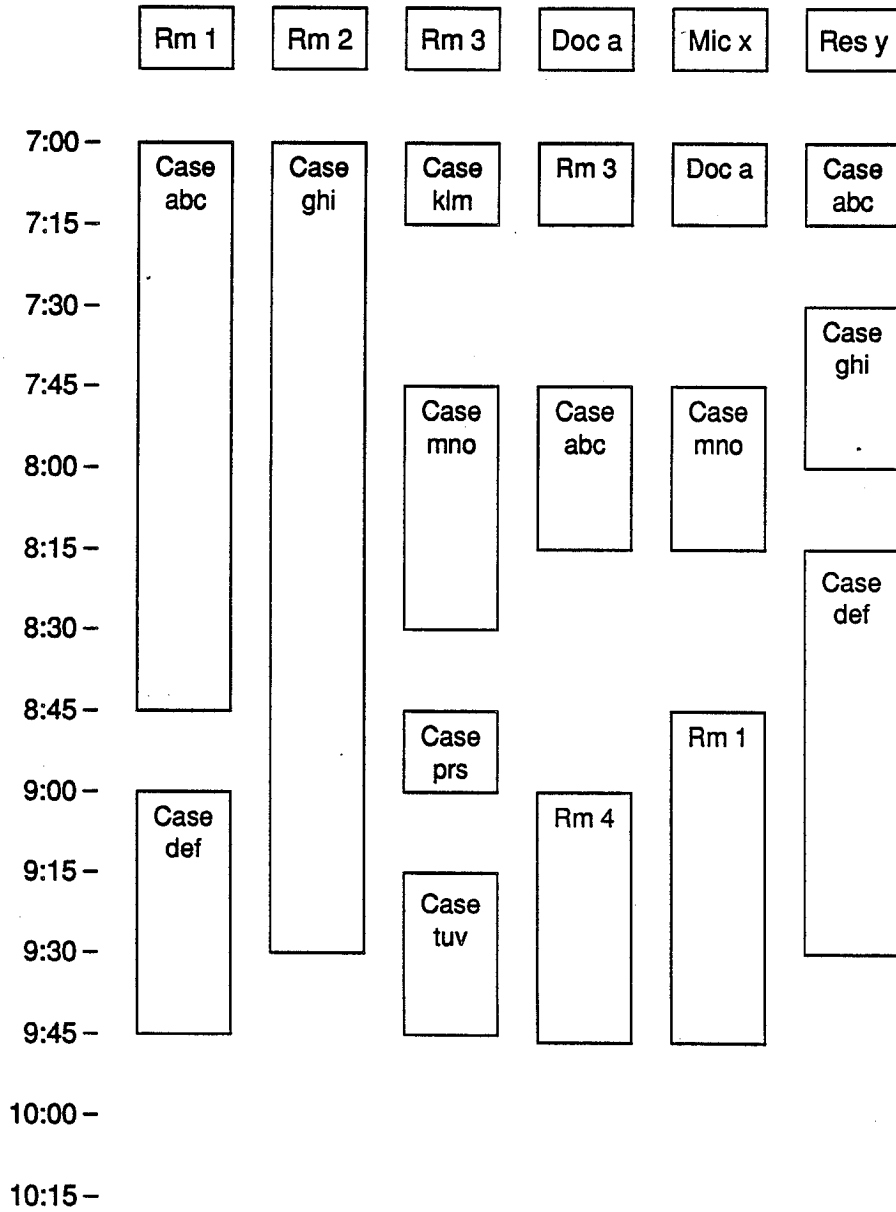 Rm 1 Rm 2 Rm 3 Doc a Mic x Res y
7:00 –
Case Case Case Rm 3 Doc a Case
abc ghi klm abc
7:15 –
7:30 –
Case
ghi
7:45 –
Case Case Case
mno abc mno
8:00 –
8:15 –
Case
def
8:30 –
8:45 –
Case Rm 1
prs
9:00 –
Case Rm 4
def
9:15 –
Case
tuv
9:30 –
9:45 –
10:00 –
10:15 –